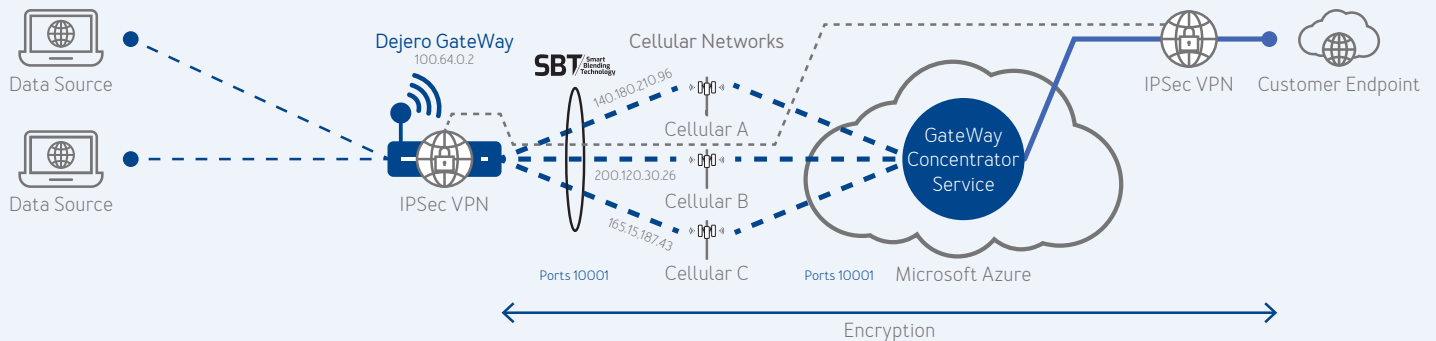 Data Source
Data Source
Dejero GateWay
100.64.0.2
IPSec VPN
SBT Smart
Blending
Technology
Cellular Networks
140.180.210.96
Cellular A
200.120.30.26
Cellular B
165.15.187.43
Cellular C
Ports 10001
Ports 10001
GateWay
Concentrator
Service
Microsoft Azure
IPSec VPN
Customer Endpoint
Encryption